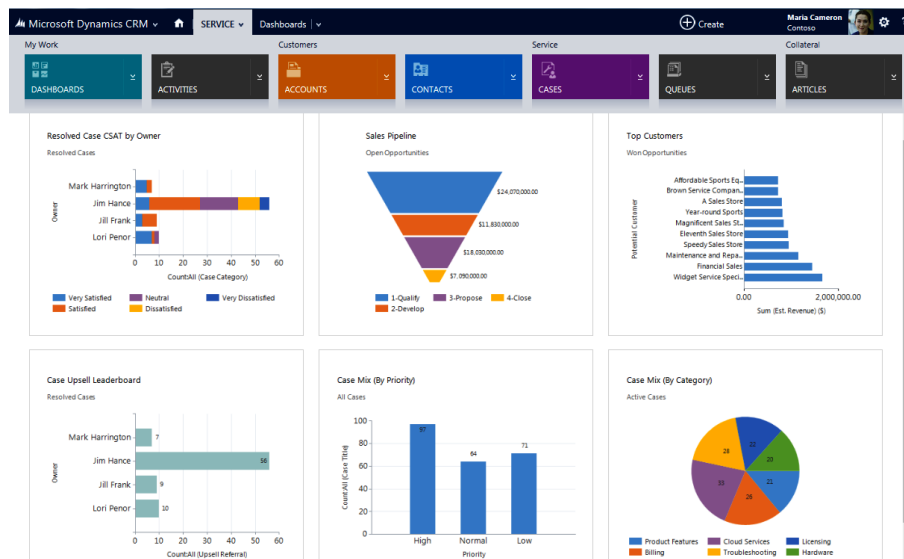 Microsoft Dynamics CRM
SERVICE
Dashboards
Create
Maria Cameron
Contoso
My Work
Customers
Service
Collateral
DASHBOARDS
ACTIVITIES
ACCOUNTS
CONTACTS
CASES
QUEUES
ARTICLES
Resolved Case CSAT by Owner
Resolved Cases
Owner
Mark Harrington
Jim Hance
Jill Frank
Lori Penor
0 10 20 30 40 50 60
Count:All (Case Category)
Very Satisfied Neutral Very Dissatisfied
Satisfied Dissatisfied
Sales Pipeline
Open Opportunities
$24,070,000.00
$11,830,000.00
$18,030,000.00
$7,090,000.00
1-Qualify 3-Propose 4-Close
2-Develop
Top Customers
Won Opportunities
Potential Customer
Affordable Sports Eq...
Brown Service Compan...
A Sales Store
Year-round Sports
Magnificent Sales St...
Eleventh Sales Store
Speedy Sales Store
Maintenance and Repa...
Financial Sales
Widget Service Speci...
0.00 2,000,000.00
Sum (Est. Revenue) ($)
Case Upsell Leaderboard
Resolved Cases
Owner
Mark Harrington 7
Jim Hance 56
Jill Frank 9
Lori Penor 10
0 10 20 30 40 50 60
Count:All (Upsell Referral)
Case Mix (By Priority)
All Cases
Count:All (Case Title)
100
80
60
40
20
0
97
64
71
High Normal Low
Priority
Case Mix (By Category)
Active Cases
28
22
20
33
21
26
Product Features Cloud Services Licensing
Billing Troubleshooting Hardware